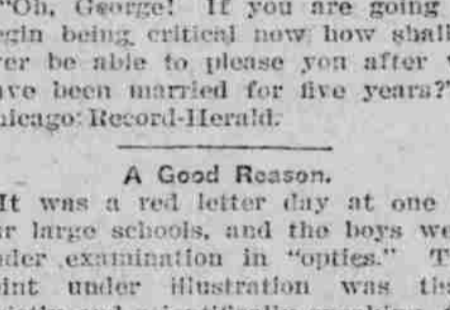 "Oh, George! If you are going
egin being critical now how shall
er be able to please you after
ave been married for five years?"
hicago Record-Herald.
A Good Reason.
It was a red letter day at one
ur large schools, and the boys we
nder examination in "optics." T
oint under illustration was th